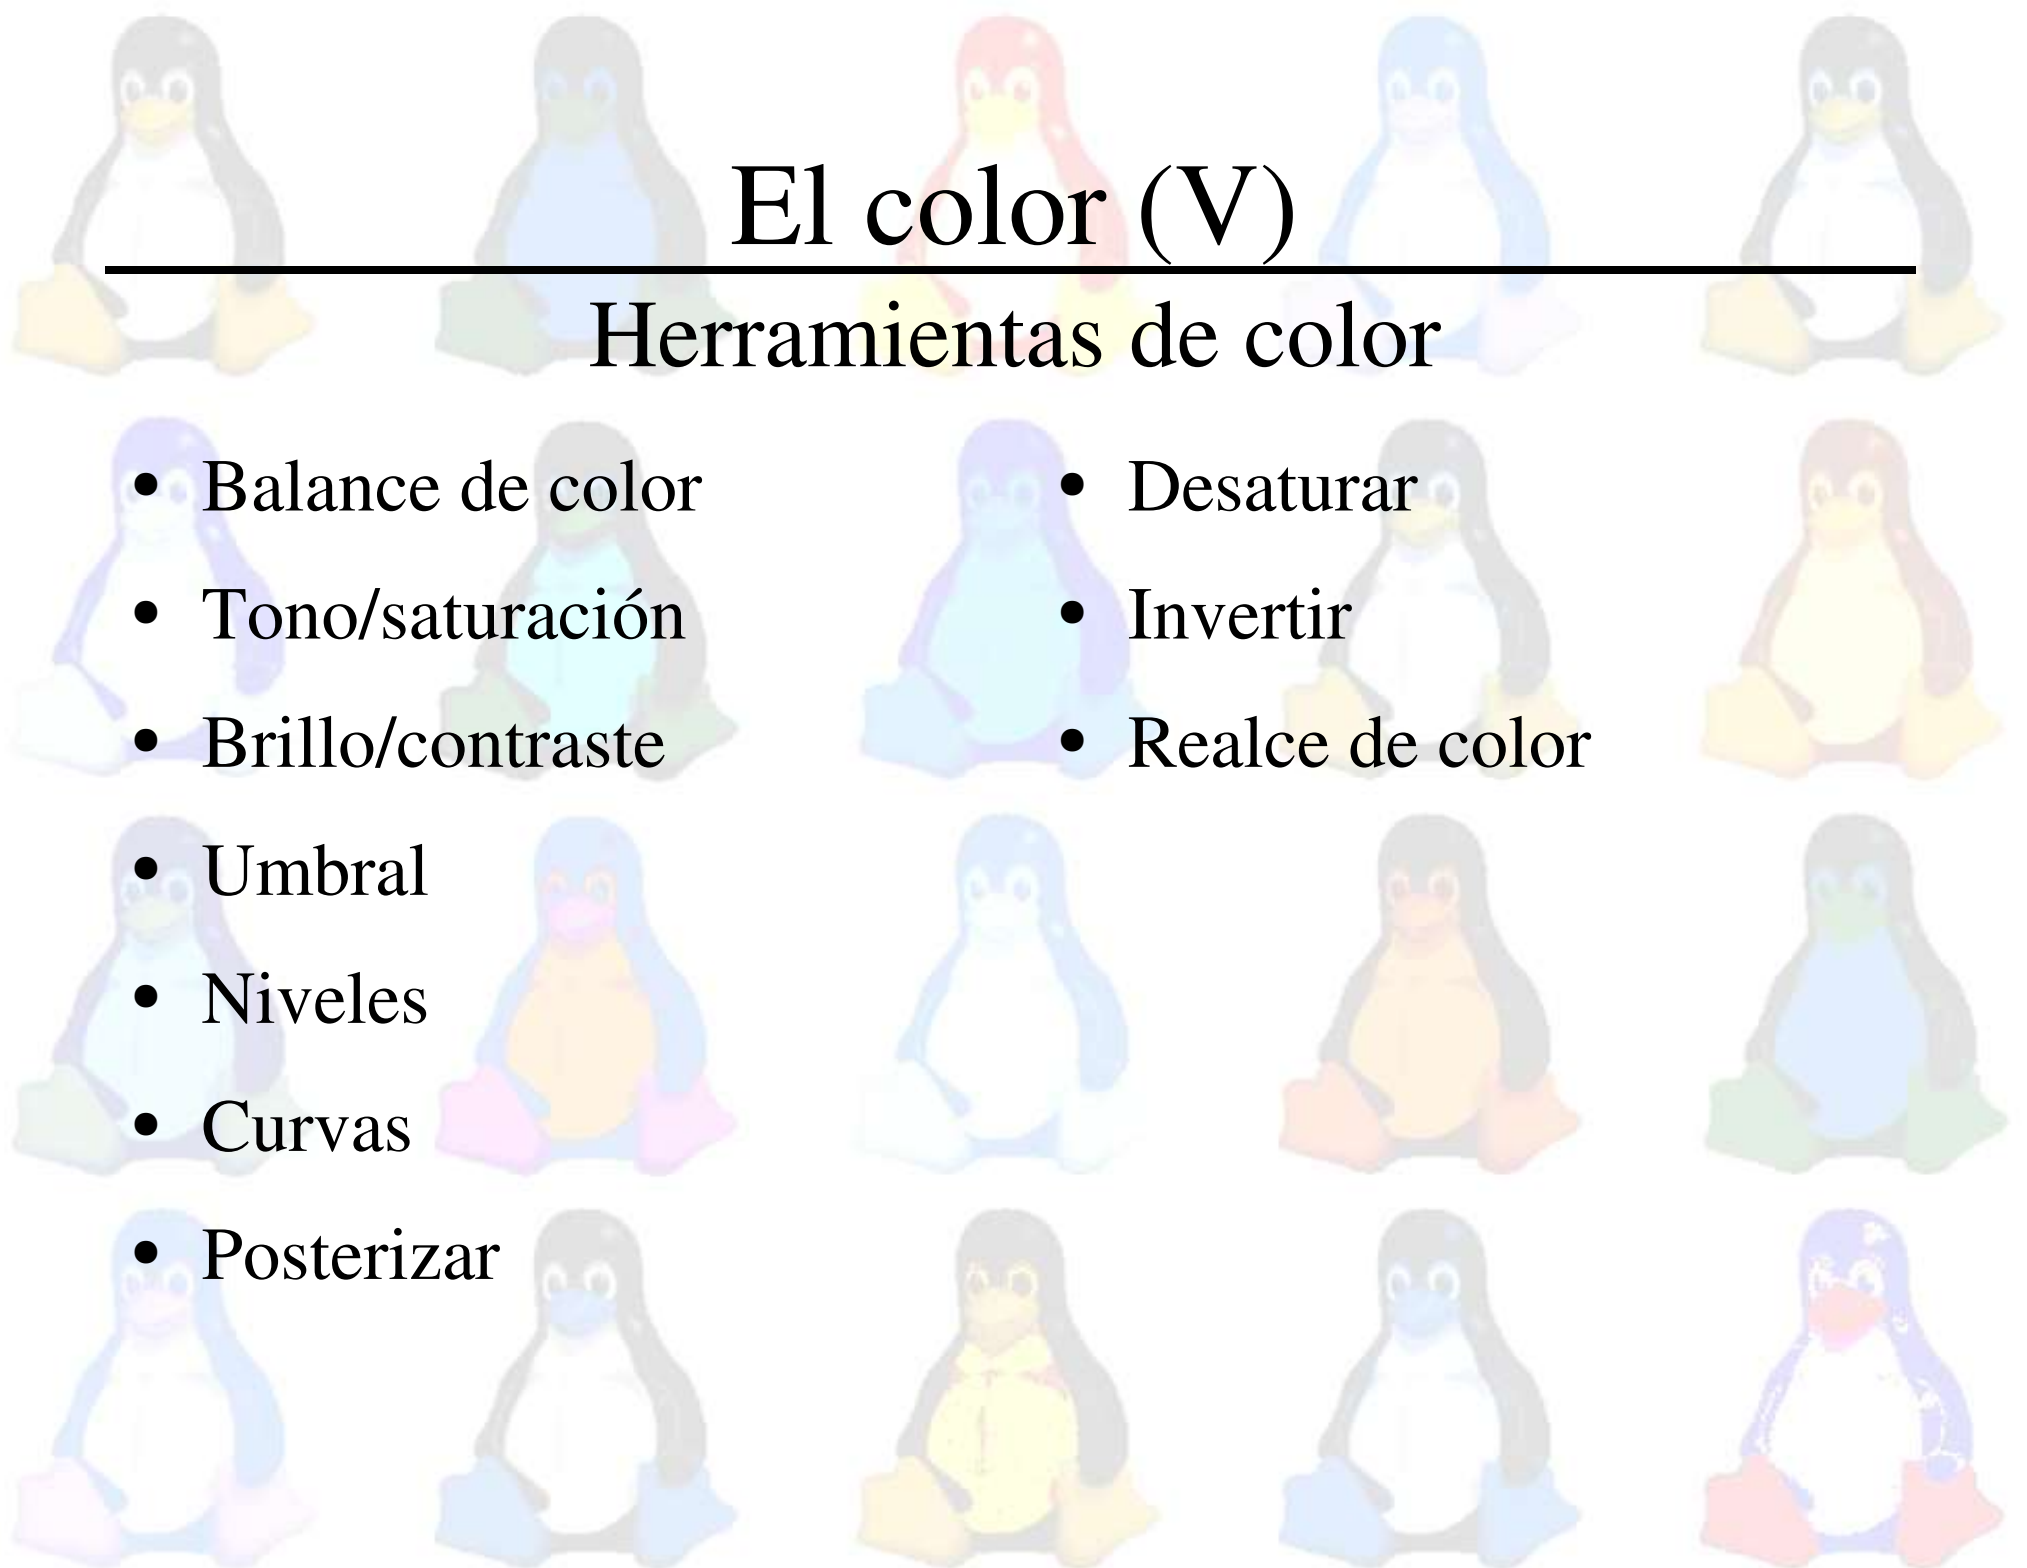 El color (V)
Herramientas de color
• Balance de color
• Tono/saturación
• Brillo/contraste
• Umbral
• Niveles
• Curvas
• Posterizar
• Desaturar
• Invertir
• Realce de color